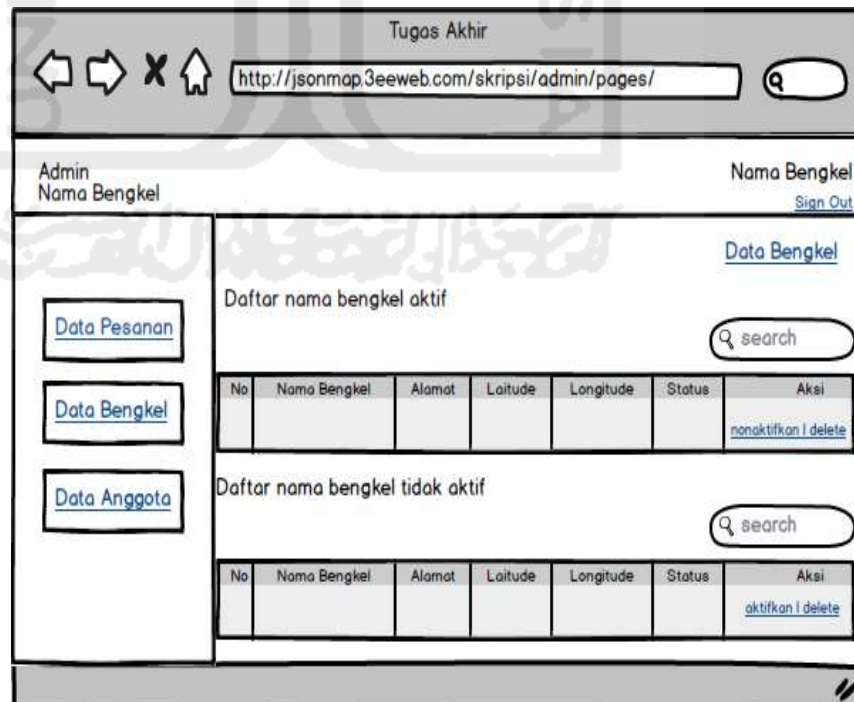 Tugas Akhir
http://jsonmap.3eeweb.com/skripsi/admin/pages/
Admin
Nama Bengkel
Nama Bengkel
Sign Out
Data Bengkel
Daftar nama bengkel aktif
Data Pesanan
search
No Nama Bengkel Alamat Laitude Longitude Status Aksi
nonaktifkan | delete
Data Bengkel
Daftar nama bengkel tidak aktif
Data Anggota
search
No Nama Bengkel Alamat Laitude Longitude Status Aksi
aktifkan | delete